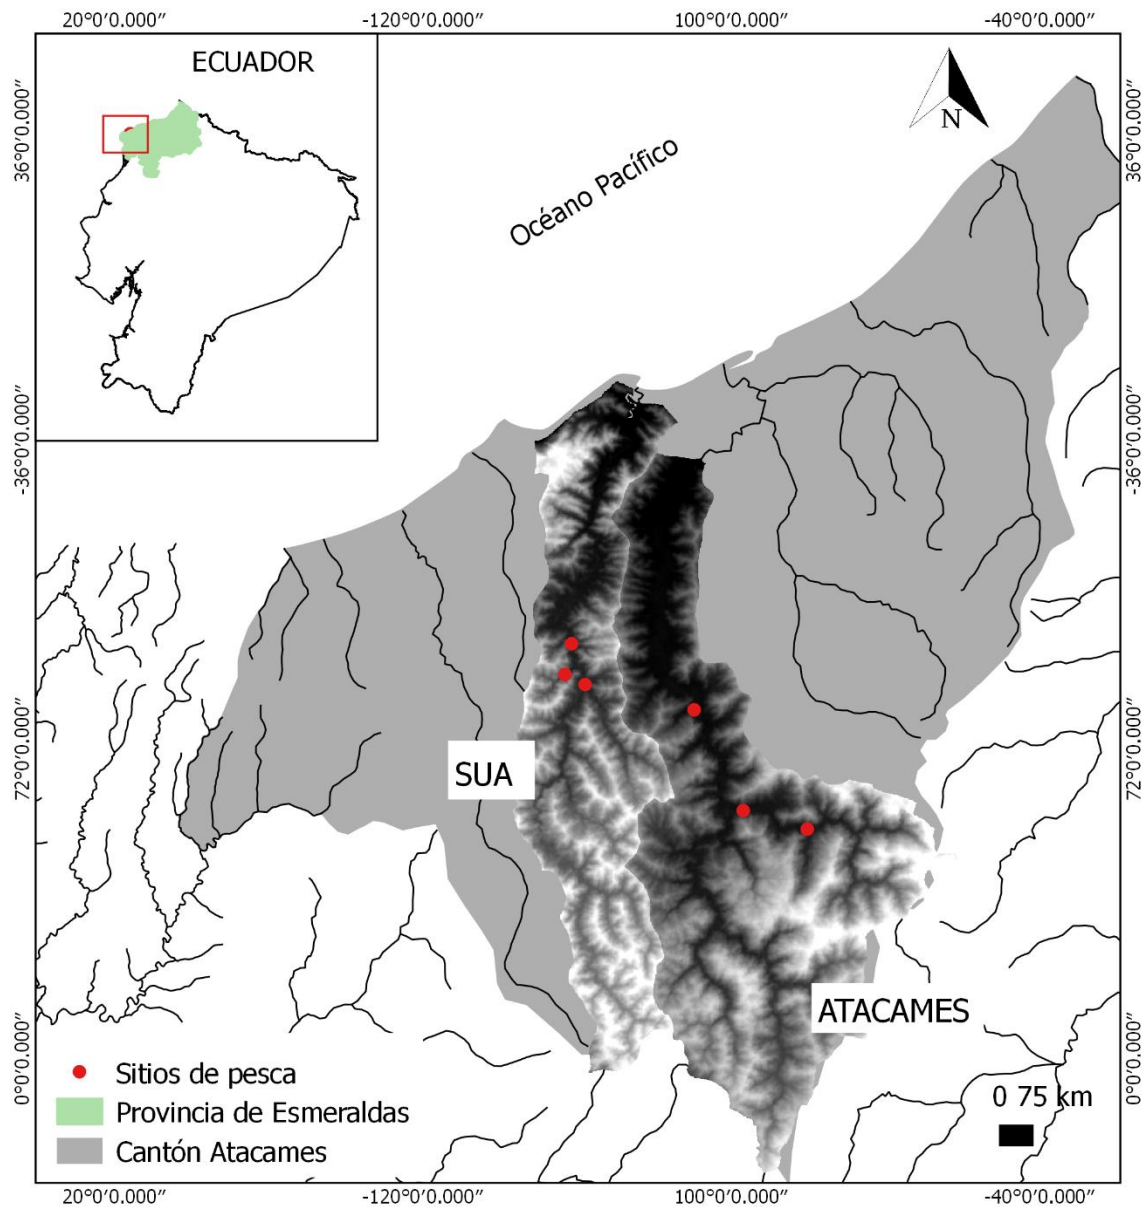 20°0′0.000″ -120°0′0.000″ 100°0′0.000″ -40°0′0.000″
ECUADOR
N
Océano Pacífico
36°0′0.000″ 36°0′0.000″
-36°0′0.000″ -36°0′0.000″
72°0′0.000″ 72°0′0.000″
SUA
ATACAMES
0°0′0.000″ 0°0′0.000″
Sitios de pesca
Provincia de Esmeraldas
Cantón Atacames
0 75 km
20°0′0.000″ -120°0′0.000″ 100°0′0.000″ -40°0′0.000″